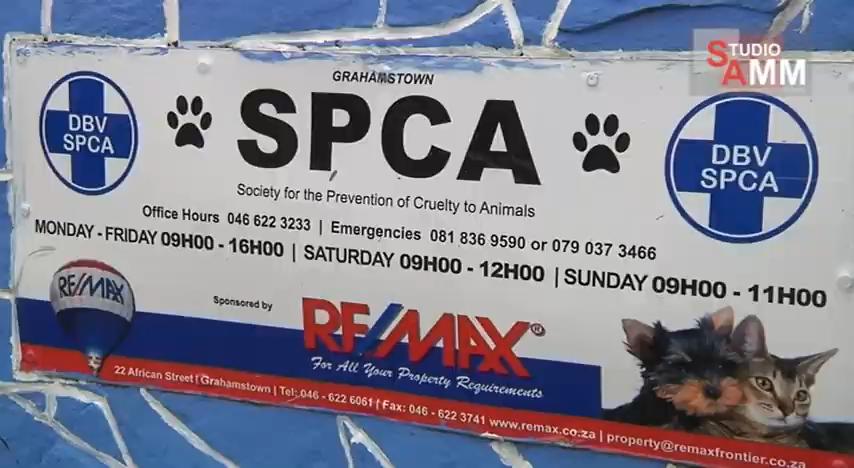 STUDIO
SAMM
GRAHAMSTOWN
SPCA
DBV
SPCA
DBV
SPCA
Society for the Prevention of Cruelty to Animals
Office Hours 046 622 3233 | Emergencies 081 836 9590 or 079 037 3466
MONDAY - FRIDAY 09H00 - 16H00 | SATURDAY 09H00 - 12H00 | SUNDAY 09H00 - 11H00
RE/MAX
Sponsored by
RE/MAX®
For All Your Property Requirements
22 African Street | Grahamstown | Tel: 046 - 622 6061 | Fax: 046 - 622 3741 www.remax.co.za | property@remaxfrontier.co.za